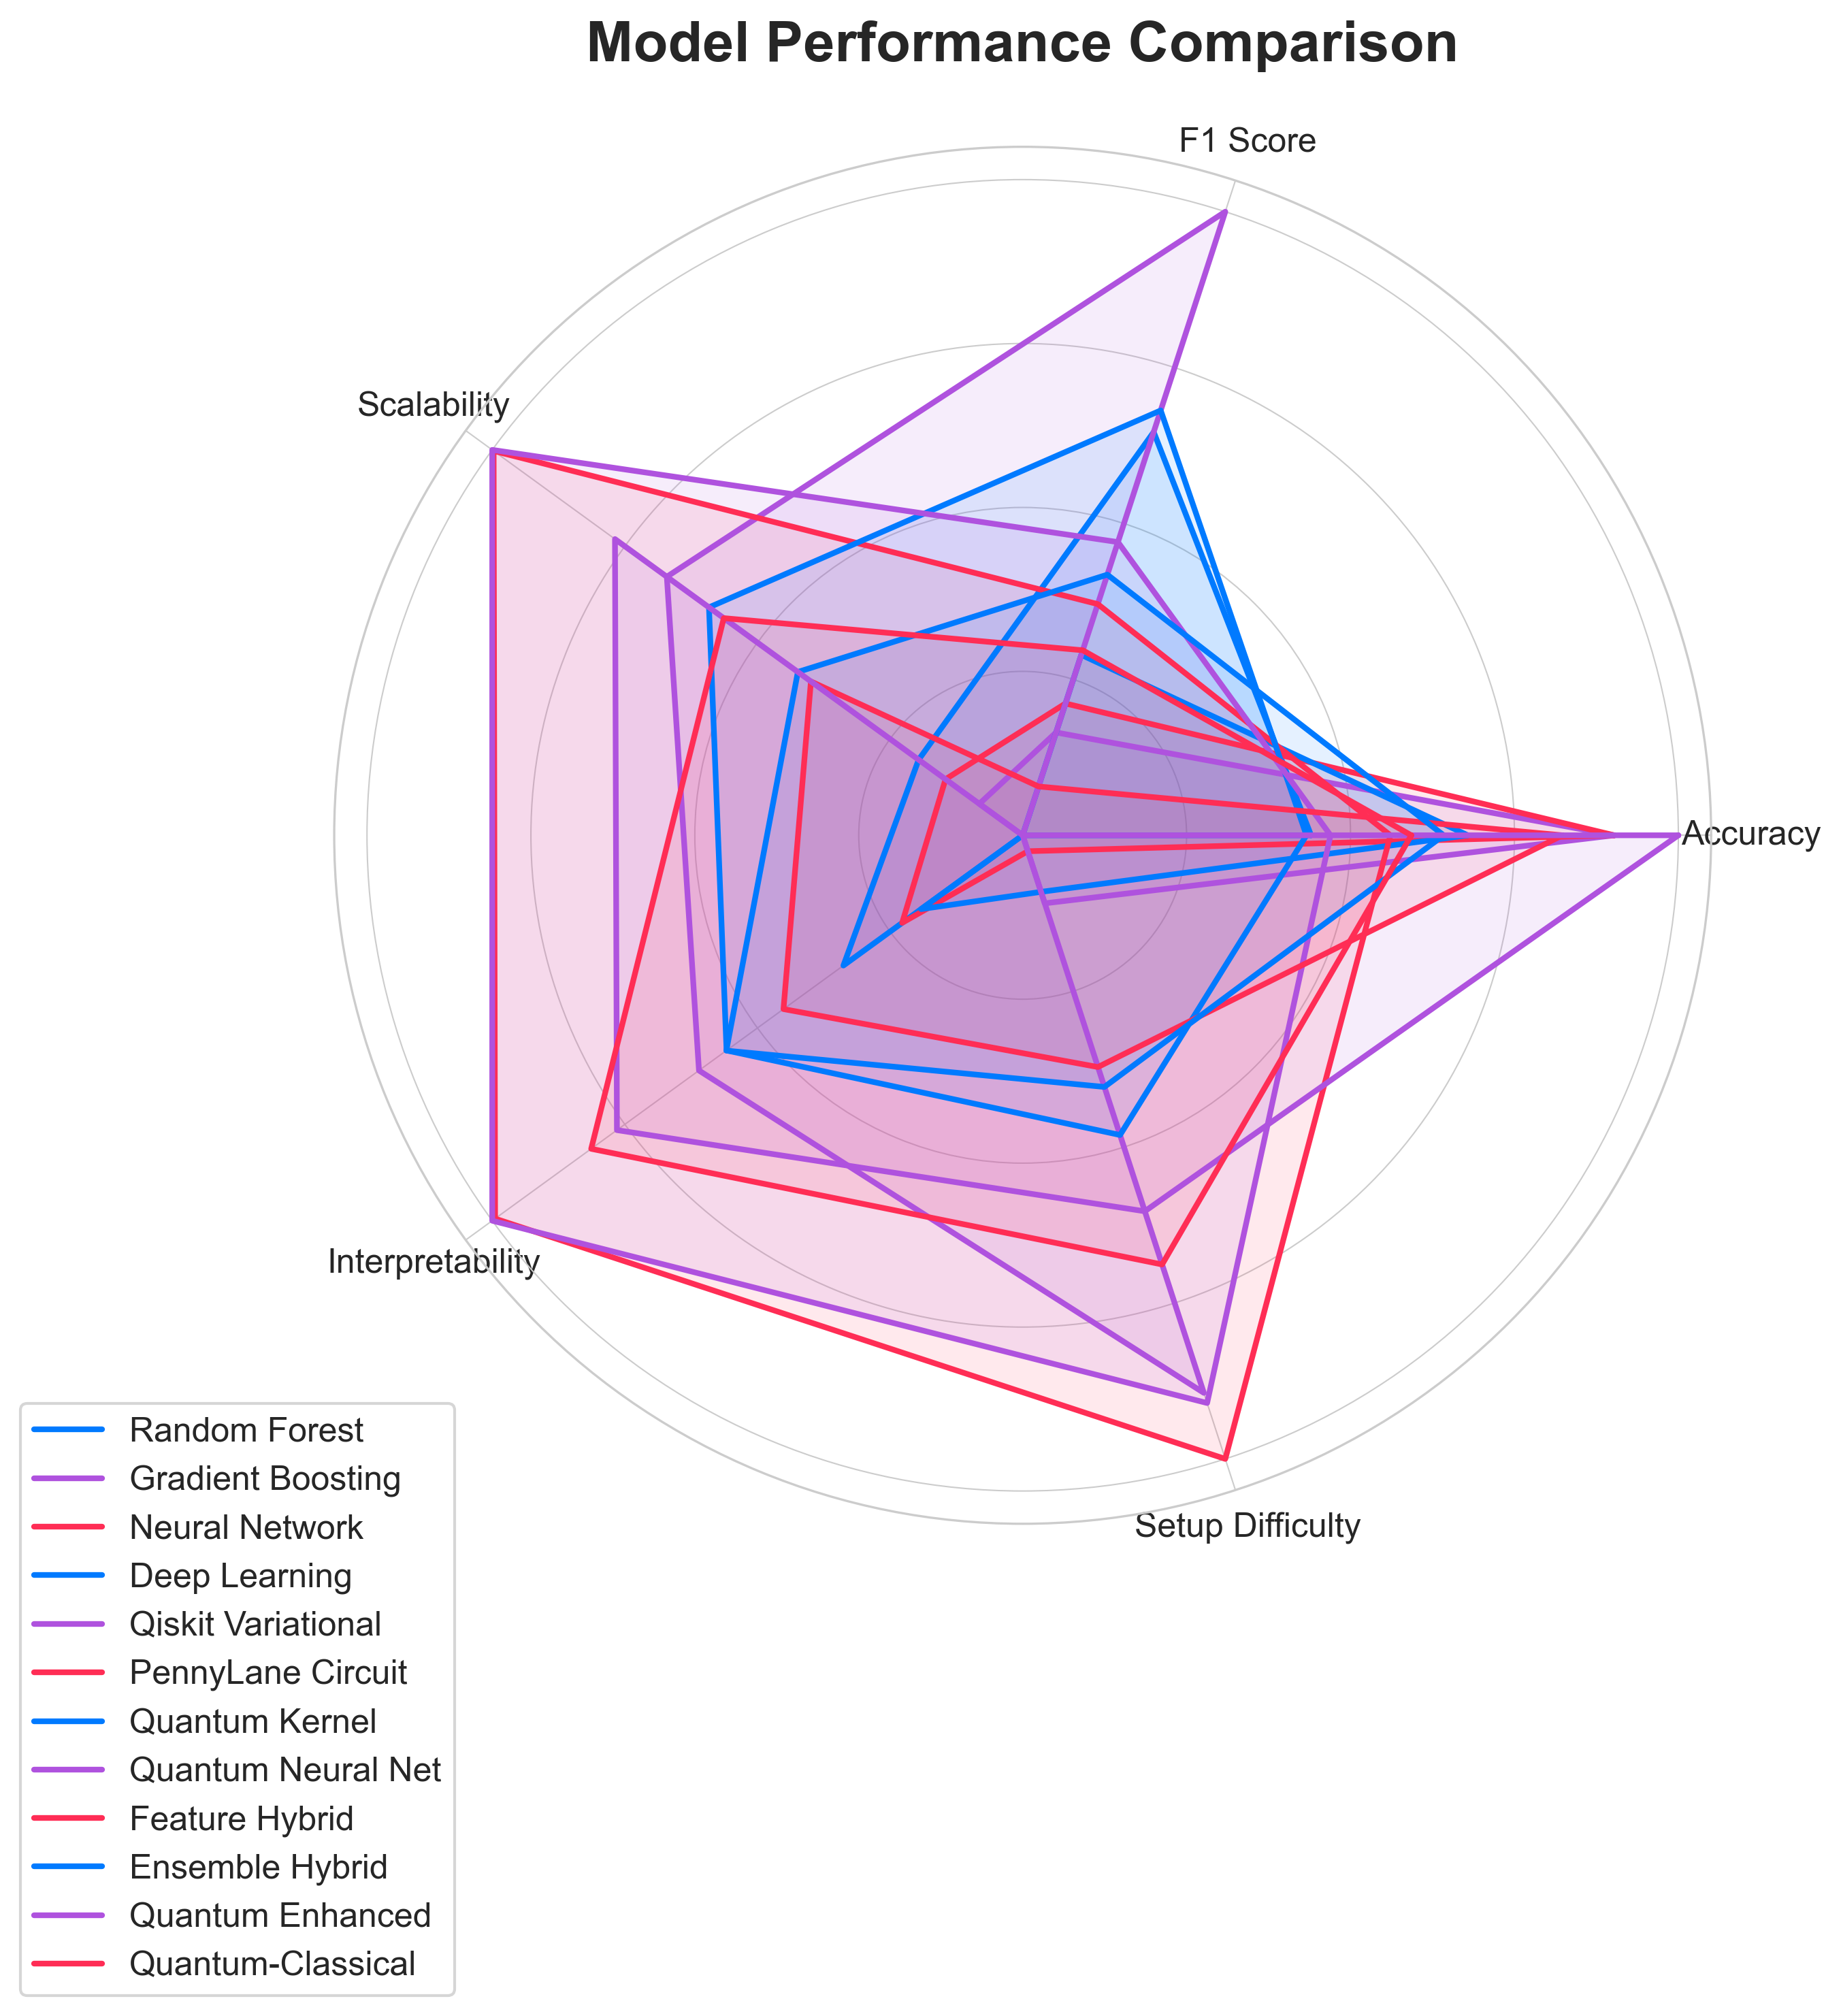 Model Performance Comparison
F1 Score
Scalability
Accuracy
Interpretability
Setup Difficulty
Random Forest
Gradient Boosting
Neural Network
Deep Learning
Qiskit Variational
PennyLane Circuit
Quantum Kernel
Quantum Neural Net
Feature Hybrid
Ensemble Hybrid
Quantum Enhanced
Quantum-Classical